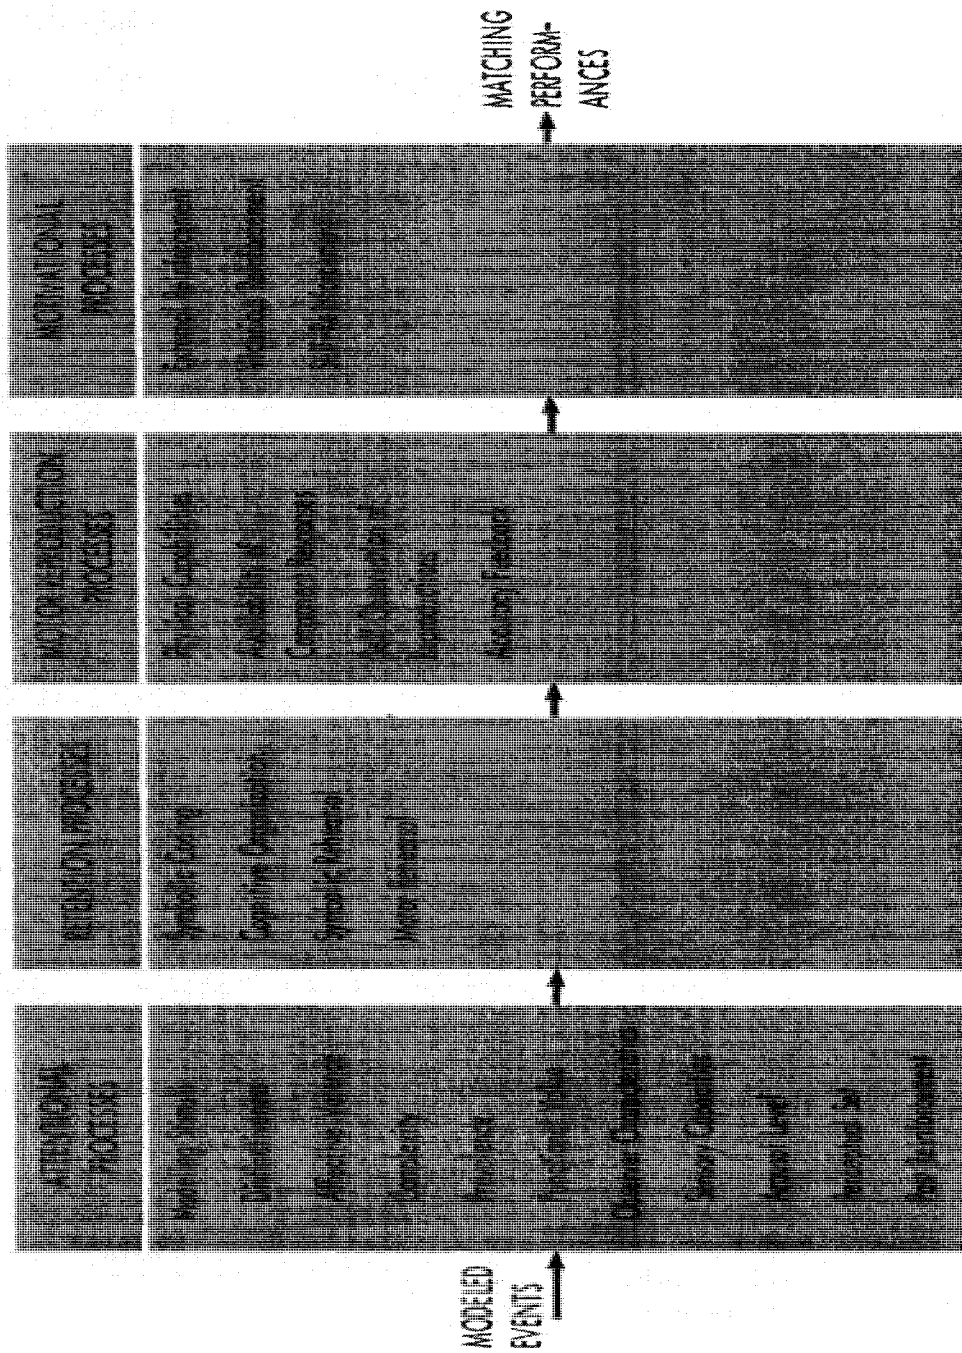 MODELED
EVENTS
ATTENTIONAL
PROCESSES
Modeling Stimuli
Distinctiveness
Affective Valence
Complexity
Prevalence
Functional Value
Observer Characteristics
Sensory Capacities
Arousal Level
Perceptual Set
Past Reinforcement
RETENTION PROCESSES
Symbolic Coding
Cognitive Organization
Symbolic Rehearsal
Motor Rehearsal
MOTOR REPRODUCTION
PROCESSES
Physical Capabilities
Availability of
Component Responses
Self-Observation of
Reproductions
Accuracy Feedback
MOTIVATIONAL
PROCESSES
External Reinforcement
Vicarious Reinforcement
Self-Reinforcement
MATCHING
PERFORM-
ANCES